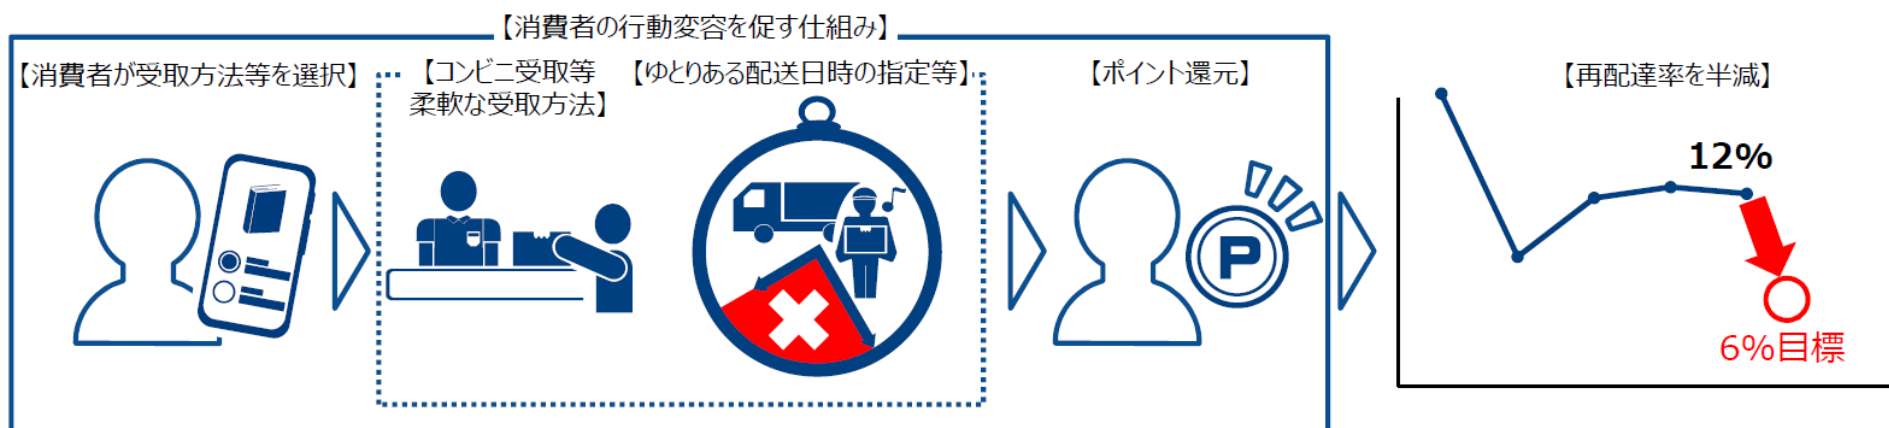 【消費者の行動変容を促す仕組み】
【消費者が受取方法等を選択】
【コンビニ受取等
柔軟な受取方法】
【ゆとりある配送日時の指定等】
【ポイント還元】
P
【再配達率を半減】
12%
6%目標